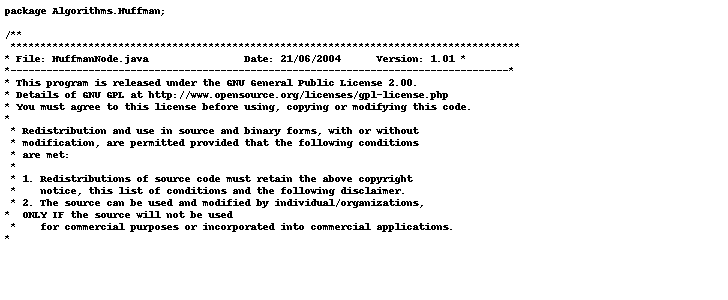 package Algorithms.Huffman;
/**
*************************************************************************************
* File: HuffmanNode.java Date: 21/06/2004 Version: 1.01 *
*-----------------------------------------------------------------------------------*
* This program is released under the GNU General Public License 2.00.
* Details of GNU GPL at http://www.opensource.org/licenses/gpl-license.php
* You must agree to this license before using, copying or modifying this code.
*
* Redistribution and use in source and binary forms, with or without
* modification, are permitted provided that the following conditions
* are met:
*
* 1. Redistributions of source code must retain the above copyright
* notice, this list of conditions and the following disclaimer.
* 2. The source can be used and modified by individual/organizations,
* ONLY IF the source will not be used
* for commercial purposes or incorporated into commercial applications.
*